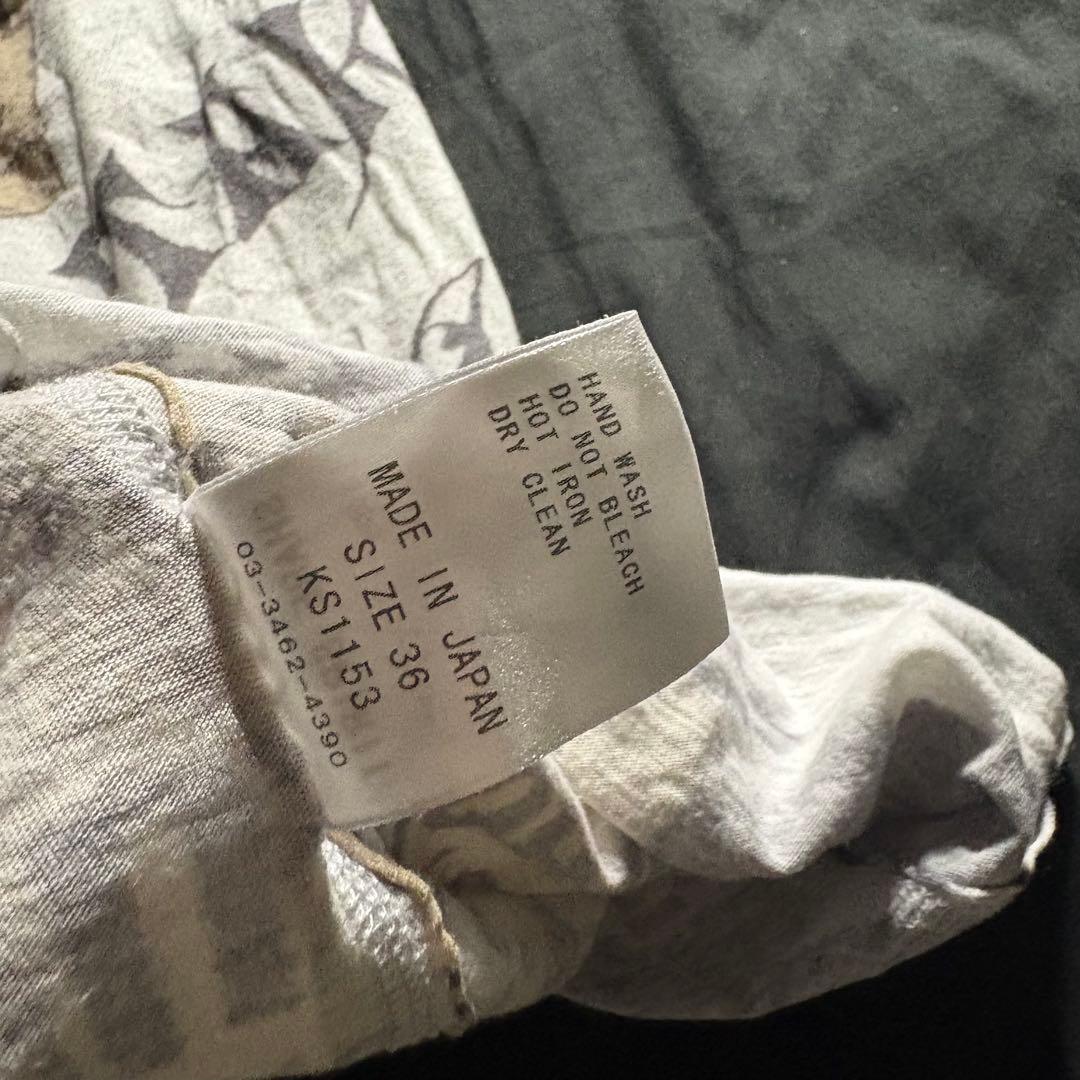 HAND WASH
DO NOT BLEACH
HOT IRON
DRY CLEAN
MADE IN JAPAN
SIZE 36
KS1153
03-3462-4390